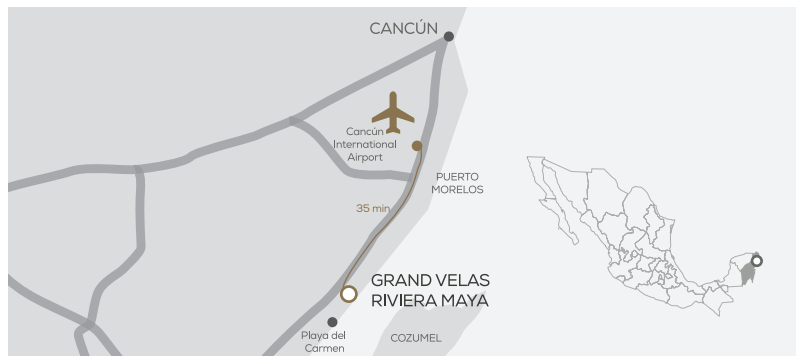 CANCÚN
Cancún
International
Airport
PUERTO
MORELOS
35 min
GRAND VELAS
RIVIERA MAYA
Playa del
Carmen
COZUMEL